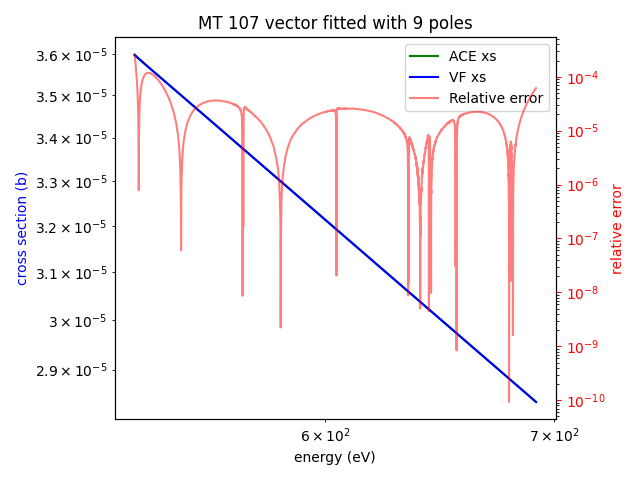 MT 107 vector fitted with 9 poles
ACE xs
VF xs
Relative error
cross section (b)
3.6 × 10⁻⁵
3.5 × 10⁻⁵
3.4 × 10⁻⁵
3.3 × 10⁻⁵
3.2 × 10⁻⁵
3.1 × 10⁻⁵
3 × 10⁻⁵
2.9 × 10⁻⁵
10⁻⁴
10⁻⁵
10⁻⁶
10⁻⁷
10⁻⁸
10⁻⁹
10⁻¹⁰
relative error
6 × 10² 7 × 10²
energy (eV)